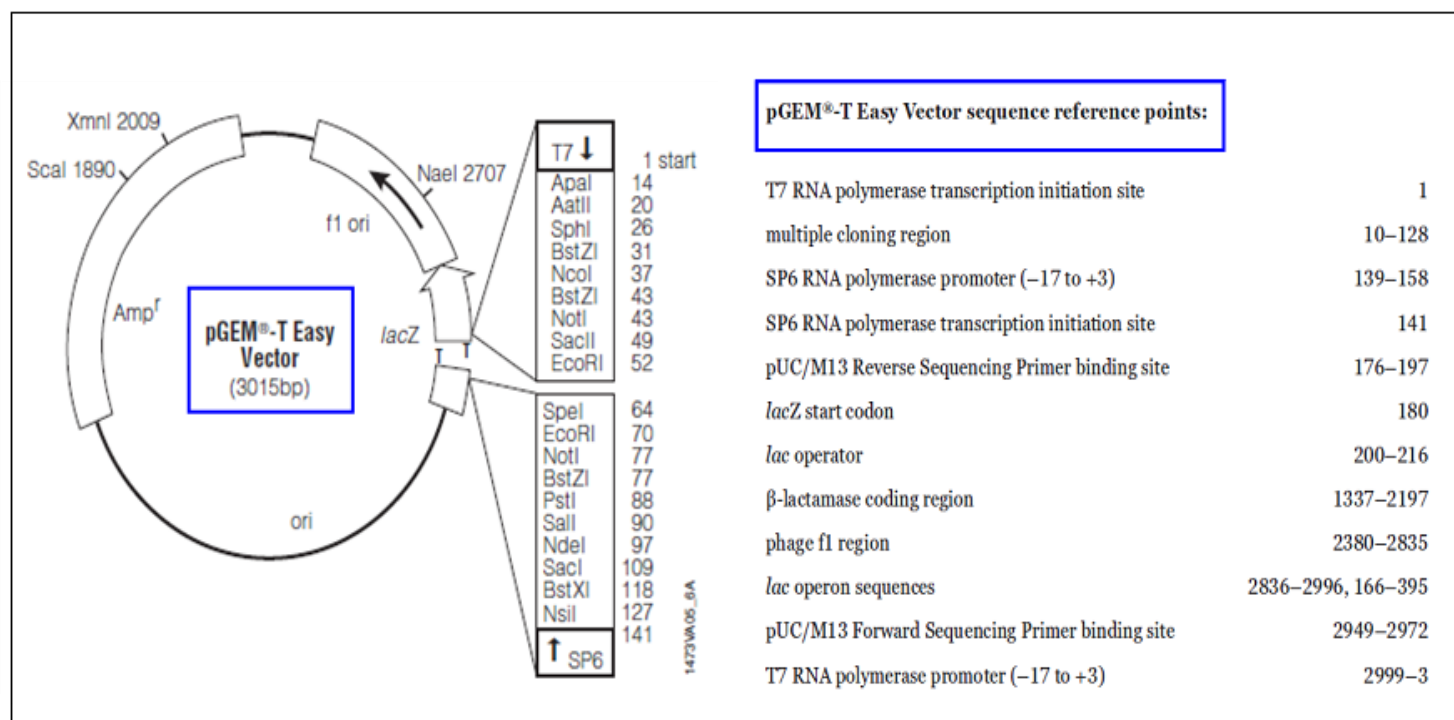 XmnI 2009
ScaI 1890
NaeI 2707
f1 ori
Ampʳ
pGEM®-T Easy
Vector
(3015bp)
lacZ
T T
ori
T7 ↓
1 start
ApaI 14
AatII 20
SphI 26
BstZI 31
NcoI 37
BstZI 43
NotI 43
SacII 49
EcoRI 52
SpeI 64
EcoRI 70
NotI 77
BstZI 77
PstI 88
SalI 90
NdeI 97
SacI 109
BstXI 118
NsiI 127
141
↑ SP6
1473VA05_6A
pGEM®-T Easy Vector sequence reference points:
T7 RNA polymerase transcription initiation site 1
multiple cloning region 10–128
SP6 RNA polymerase promoter (–17 to +3) 139–158
SP6 RNA polymerase transcription initiation site 141
pUC/M13 Reverse Sequencing Primer binding site 176–197
lacZ start codon 180
lac operator 200–216
β-lactamase coding region 1337–2197
phage f1 region 2380–2835
lac operon sequences 2836–2996, 166–395
pUC/M13 Forward Sequencing Primer binding site 2949–2972
T7 RNA polymerase promoter (–17 to +3) 2999–3